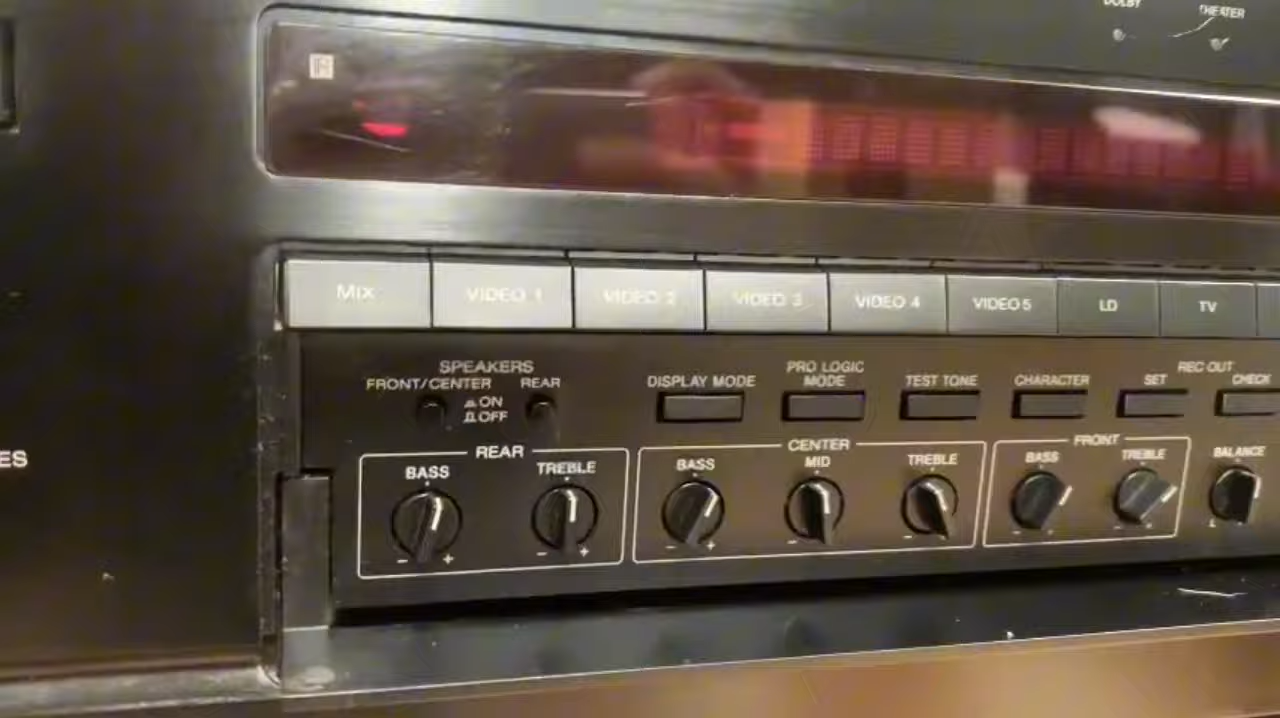 DOLBY THEATER
MIX VIDEO 1 VIDEO 2 VIDEO 3 VIDEO 4 VIDEO 5 LD TV
SPEAKERS
FRONT/CENTER REAR
ON
OFF
DISPLAY MODE
PRO LOGIC
MODE
TEST TONE
CHARACTER
REC OUT
SET CHECK
ES
REAR
BASS TREBLE
- + - +
CENTER
BASS MID TREBLE
- + - -
FRONT
BASS TREBLE
- + - +
BALANCE
L